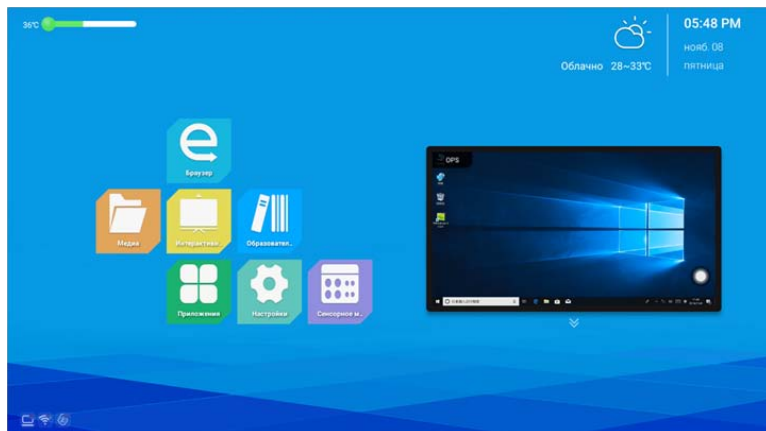 36℃
05:48 PM
нояб. 08
Облачно 28~33℃
пятница
Браузер
OPS
Медиа
Интерактивн..
Образовател..
Приложения
Настройки
Сенсорное м..